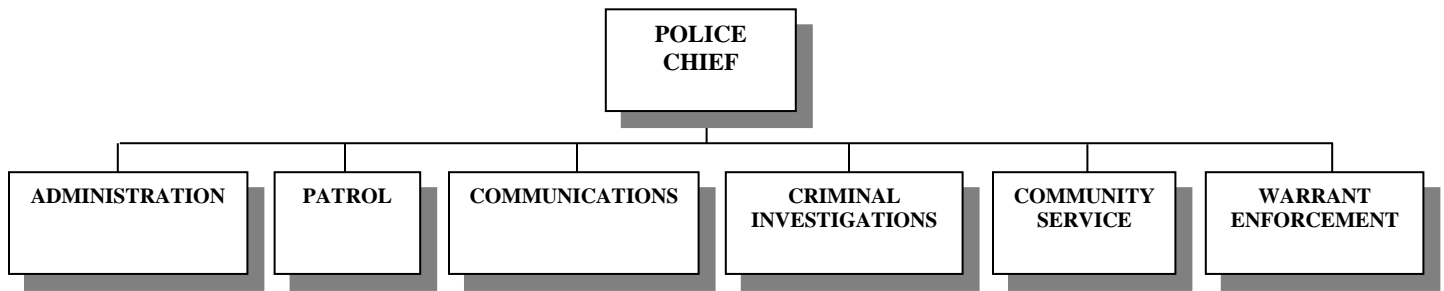 POLICE
CHIEF
ADMINISTRATION
PATROL
COMMUNICATIONS
CRIMINAL
INVESTIGATIONS
COMMUNITY
SERVICE
WARRANT
ENFORCEMENT